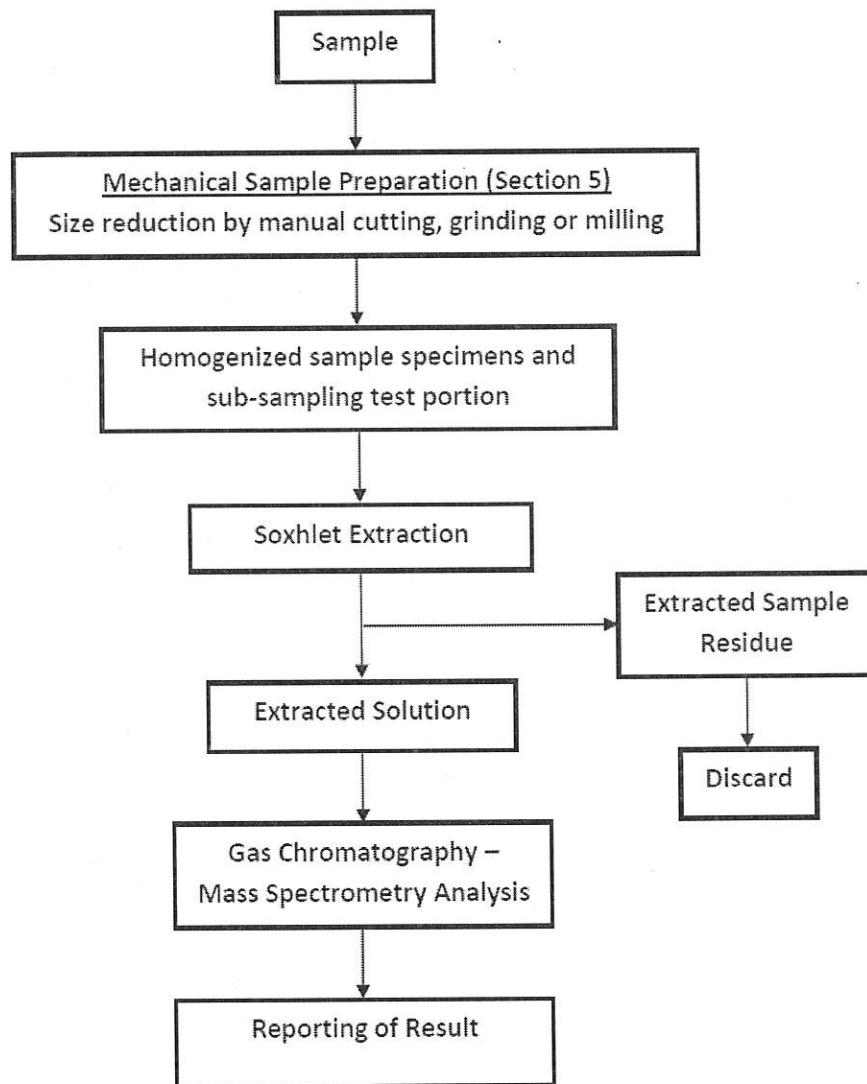 Sample
Mechanical Sample Preparation (Section 5)
Size reduction by manual cutting, grinding or milling
Homogenized sample specimens and
sub-sampling test portion
Soxhlet Extraction
Extracted Sample
Residue
Extracted Solution
Discard
Gas Chromatography –
Mass Spectrometry Analysis
Reporting of Result